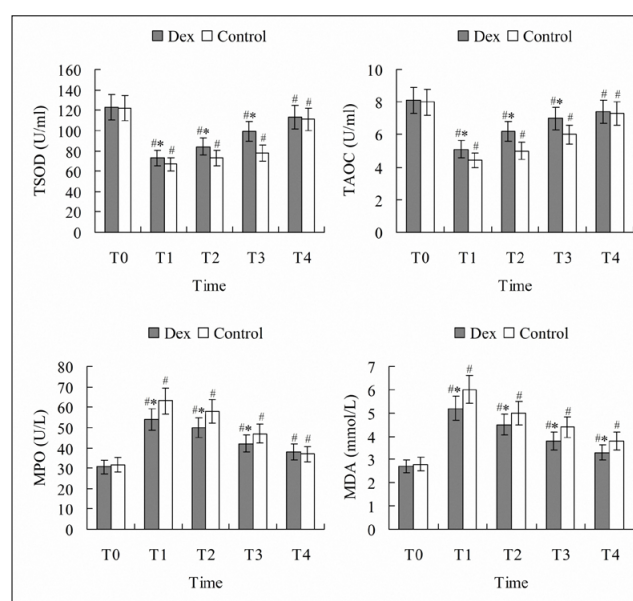 Dex Control
TSOD (U/ml)
160
140
120
100
80
60
40
20
0
#* # #* # #* # # #
T0 T1 T2 T3 T4
Time
Dex Control
TAOC (U/ml)
10
8
6
4
2
0
#* # #* # #* # # #
T0 T1 T2 T3 T4
Time
Dex Control
MPO (U/L)
80
70
60
50
40
30
20
10
0
#* # #* # #* # # #
T0 T1 T2 T3 T4
Time
Dex Control
MDA (mmol/L)
7
6
5
4
3
2
1
0
#* # #* # #* # #* #
T0 T1 T2 T3 T4
Time